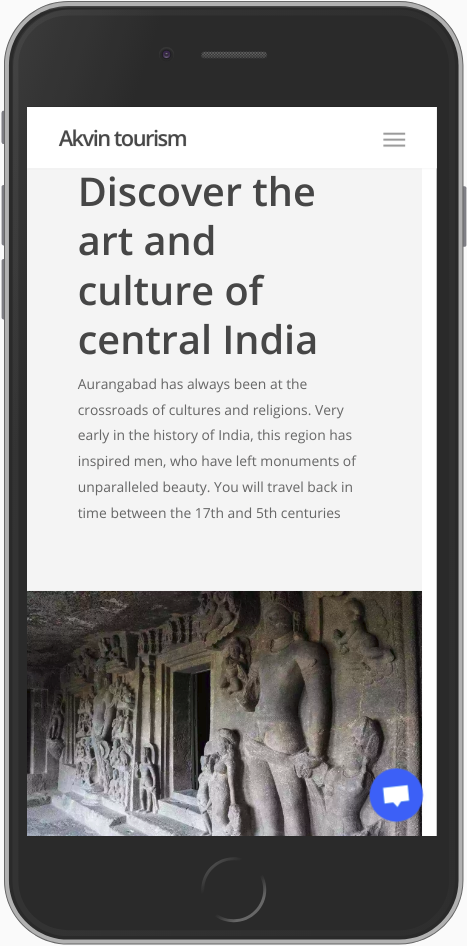 Akvin tourism
Discover the
art and
culture of
central India
Aurangabad has always been at the
crossroads of cultures and religions. Very
early in the history of India, this region has
inspired men, who have left monuments of
unparalleled beauty. You will travel back in
time between the 17th and 5th centuries